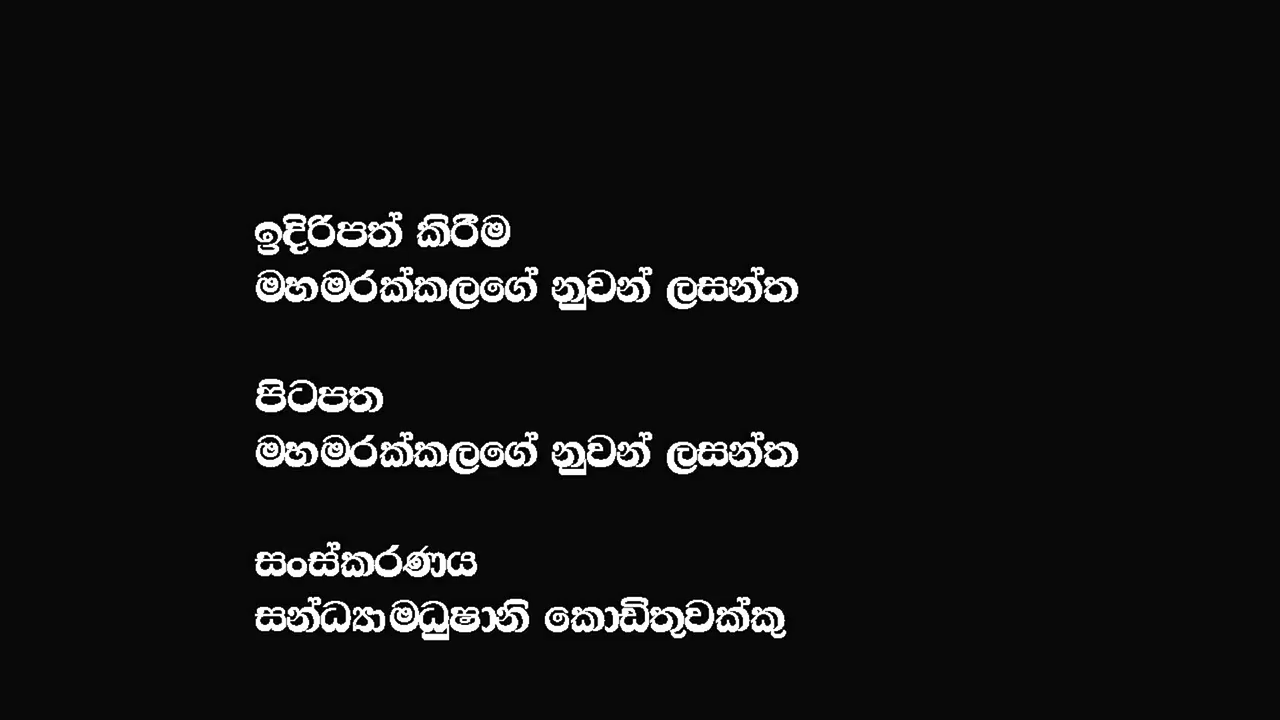 ඉදිරිපත් කිරීම
මහමරක්කලගේ නුවන් ලසන්ත
පිටපත
මහමරක්කලගේ නුවන් ලසන්ත
සංස්කරණය
සන්ධ්‍යාමධුෂානි කොඩිතුවක්කු